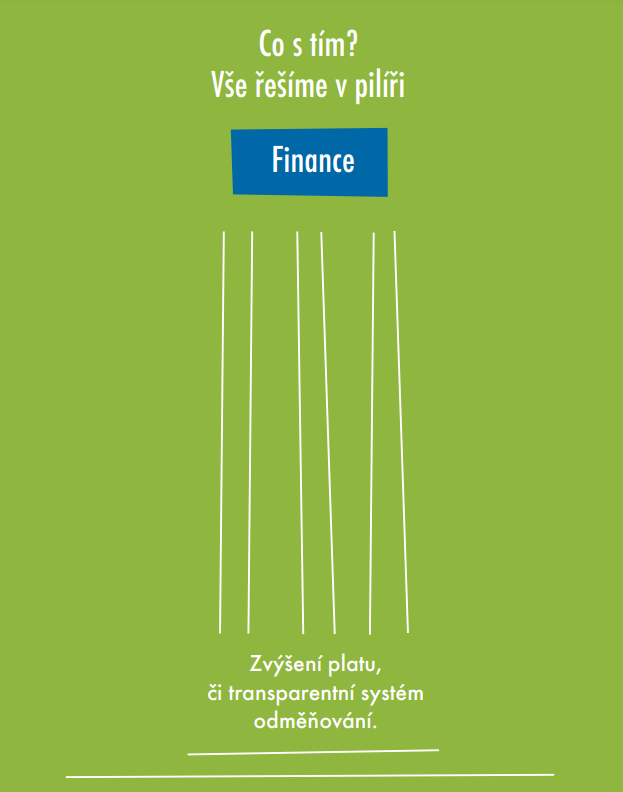 Co s tím?
Vše řešíme v pilíři
Finance
Zvýšení platu,
či transparentní systém
odměňování.